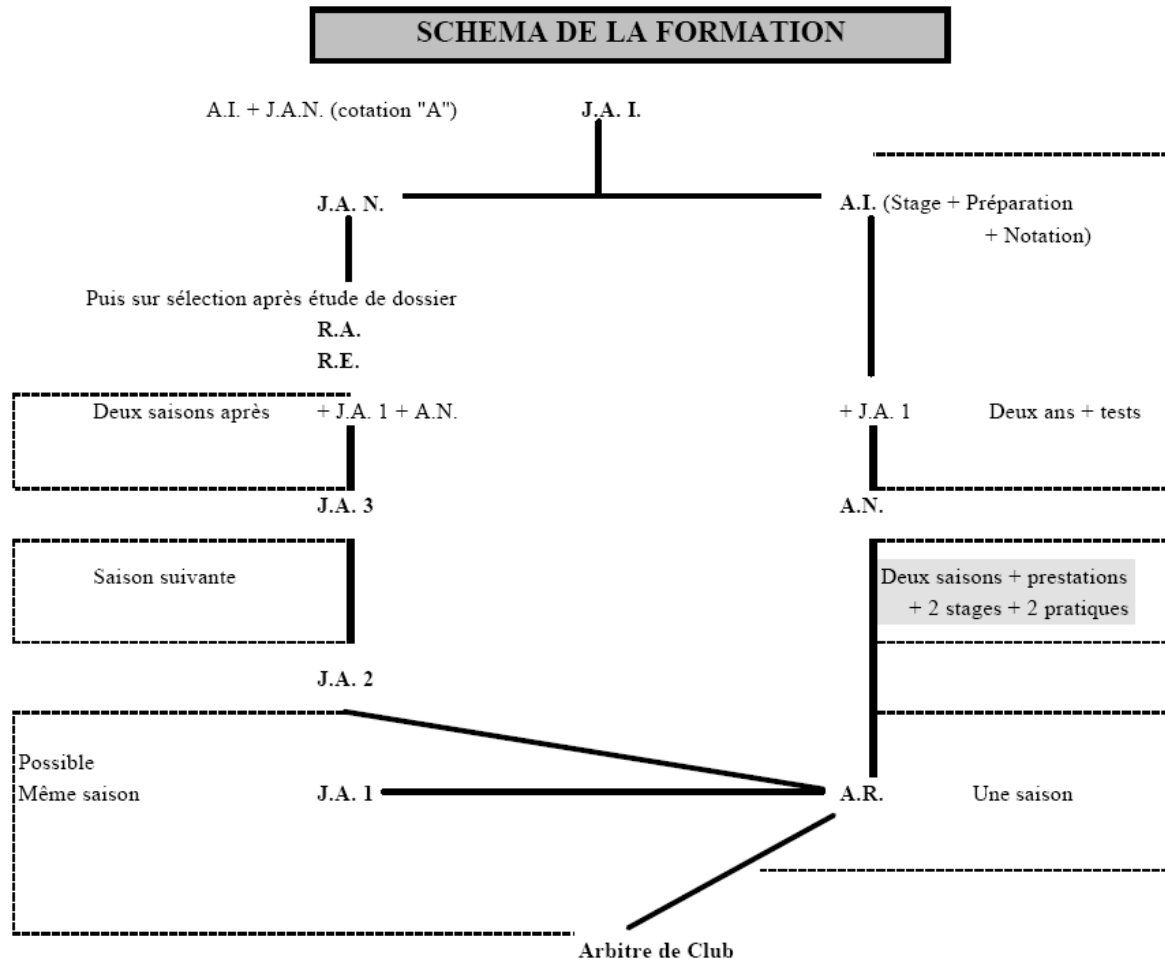 SCHEMA DE LA FORMATION
A.I. + J.A.N. (cotation "A")
J.A. I.
J.A. N.
A.I. (Stage + Préparation
+ Notation)
Puis sur sélection après étude de dossier
R.A.
R.E.
Deux saisons après
+ J.A. 1 + A.N.
+ J.A. 1
Deux ans + tests
J.A. 3
A.N.
Saison suivante
Deux saisons + prestations
+ 2 stages + 2 pratiques
J.A. 2
Possible
Même saison
J.A. 1
A.R.
Une saison
Arbitre de Club